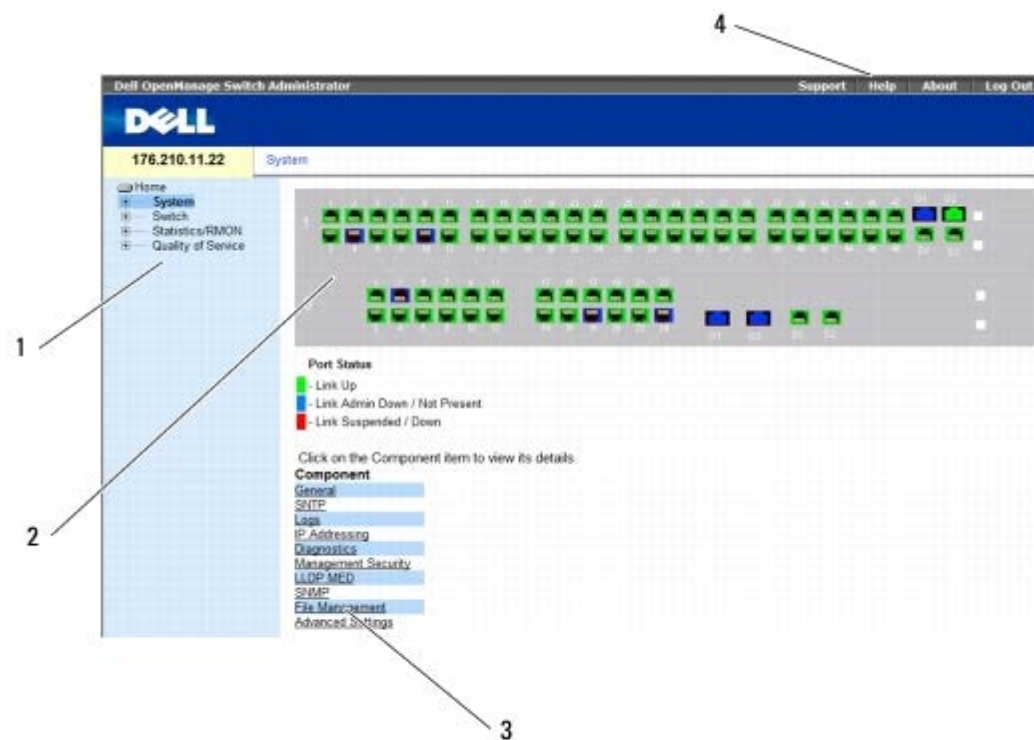 4
Dell OpenManage Switch Administrator Support Help About Log Out
DELL
176.210.11.22 System
Home
System
Switch
Statistics/RMON
Quality of Service
1
2
Port Status
- Link Up
- Link Admin Down / Not Present
- Link Suspended / Down
Click on the Component item to view its details.
Component
General
SNTP
Logs
IP Addressing
Diagnostics
Management Security
LLDP MED
SNMP
File Management
Advanced Settings
3